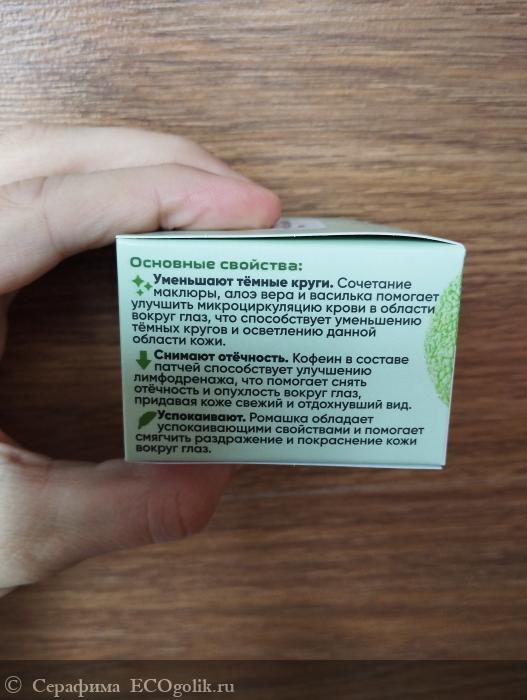 Основные свойства:
Уменьшают тёмные круги. Сочетание
маклюры, алоэ вера и василька помогает
улучшить микроциркуляцию крови в области
вокруг глаз, что способствует уменьшению
тёмных кругов и осветлению данной
области кожи.
Снимают отёчность. Кофеин в составе
патчей способствует улучшению
лимфодренажа, что помогает снять
отёчность и опухлость вокруг глаз,
придавая коже свежий и отдохнувший вид.
Успокаивают. Ромашка обладает
успокаивающими свойствами и помогает
смягчить раздражение и покраснение кожи
вокруг глаз.
© Серафима ECOgolik.ru